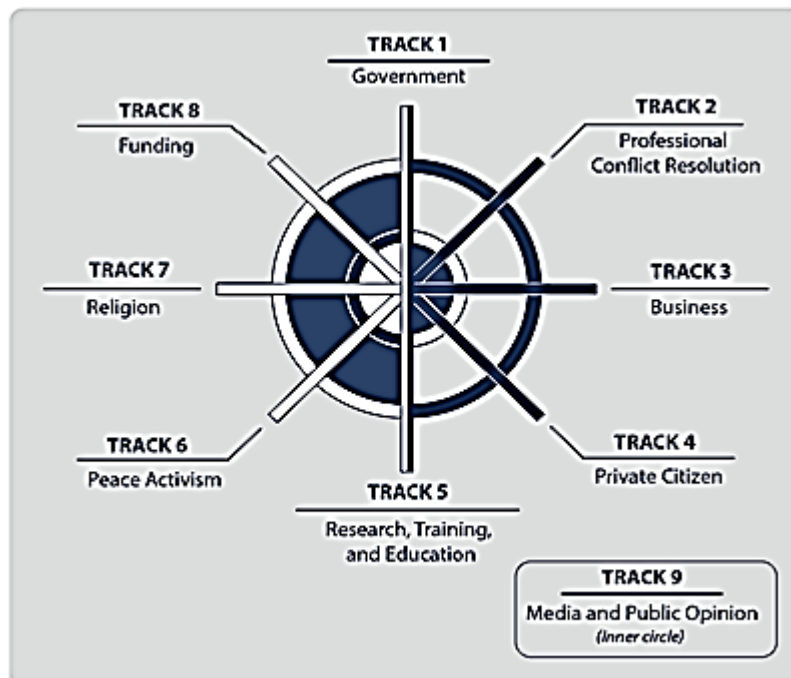 TRACK 1
Government
TRACK 8
Funding
TRACK 2
Professional
Conflict Resolution
TRACK 7
Religion
TRACK 3
Business
TRACK 6
Peace Activism
TRACK 4
Private Citizen
TRACK 5
Research, Training,
and Education
TRACK 9
Media and Public Opinion
(Inner circle)